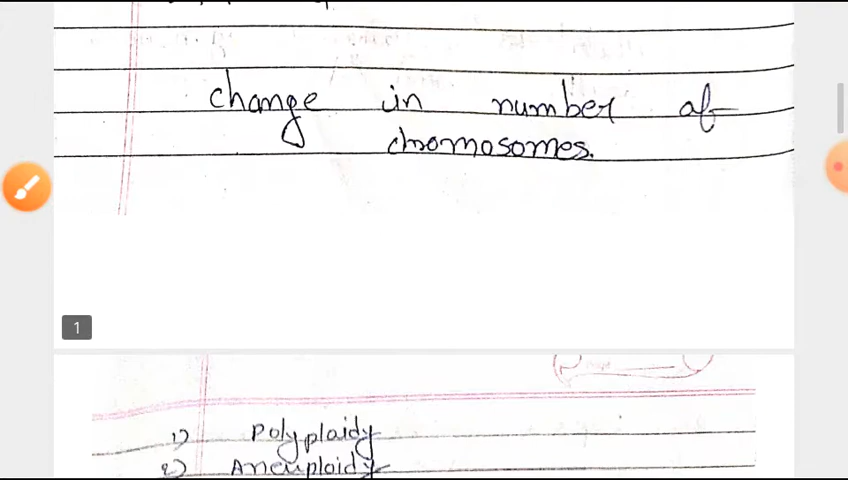 change in number of
chromosomes.
1
1) Polyploidy
2) Aneuploidy